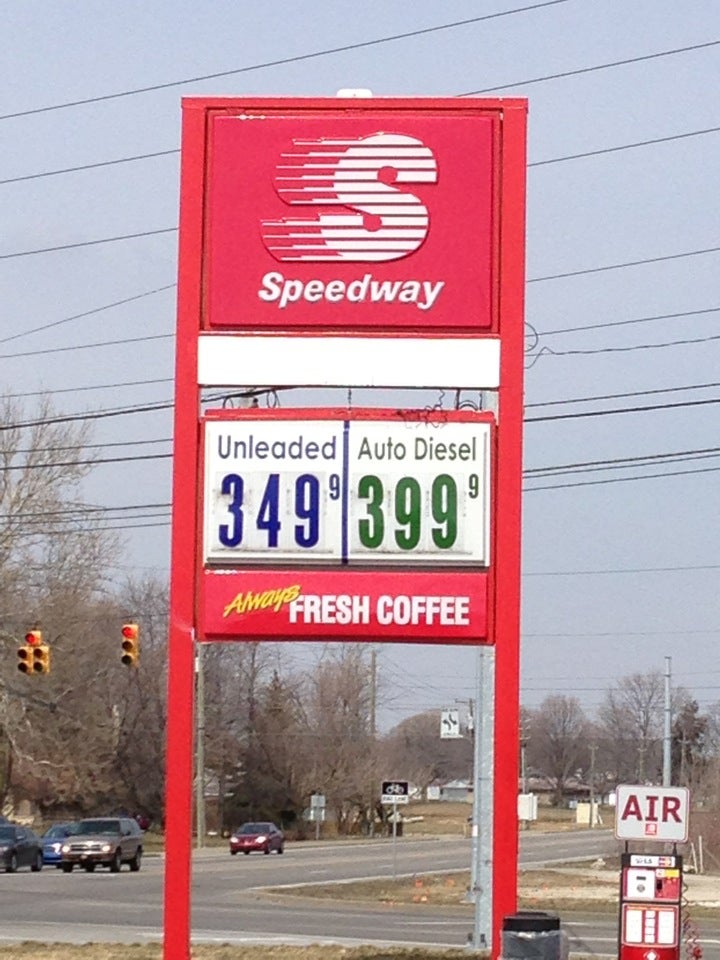 S
Speedway
Unleaded Auto Diesel
349 9 399 9
Always FRESH COFFEE
AIR